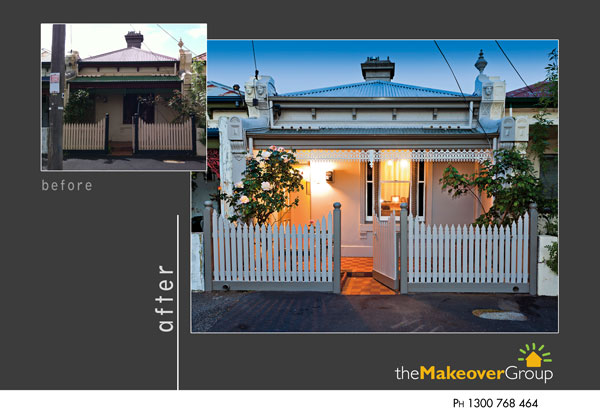 before
after
theMakeoverGroup
PH 1300 768 464